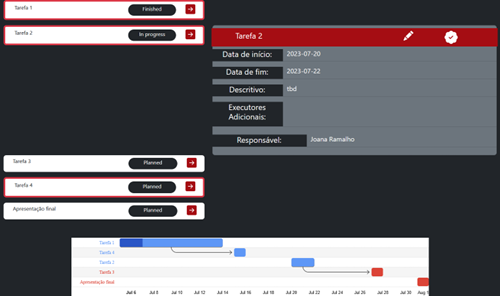 Tarefa 1 Finished
Tarefa 2 In progress
Tarefa 2
Data de início: 2023-07-20
Data de fim: 2023-07-22
Descritivo: tbd
Executores
Adicionais:
Responsável: Joana Ramalho
Tarefa 3 Planned
Tarefa 4 Planned
Apresentação final Planned
Tarefa 1
Tarefa 4
Tarefa 2
Tarefa 3
Apresentação final
Jul 6 Jul 8 Jul 10 Jul 12 Jul 14 Jul 16 Jul 18 Jul 20 Jul 22 Jul 24 Jul 26 Jul 28 Jul 30 Aug 1